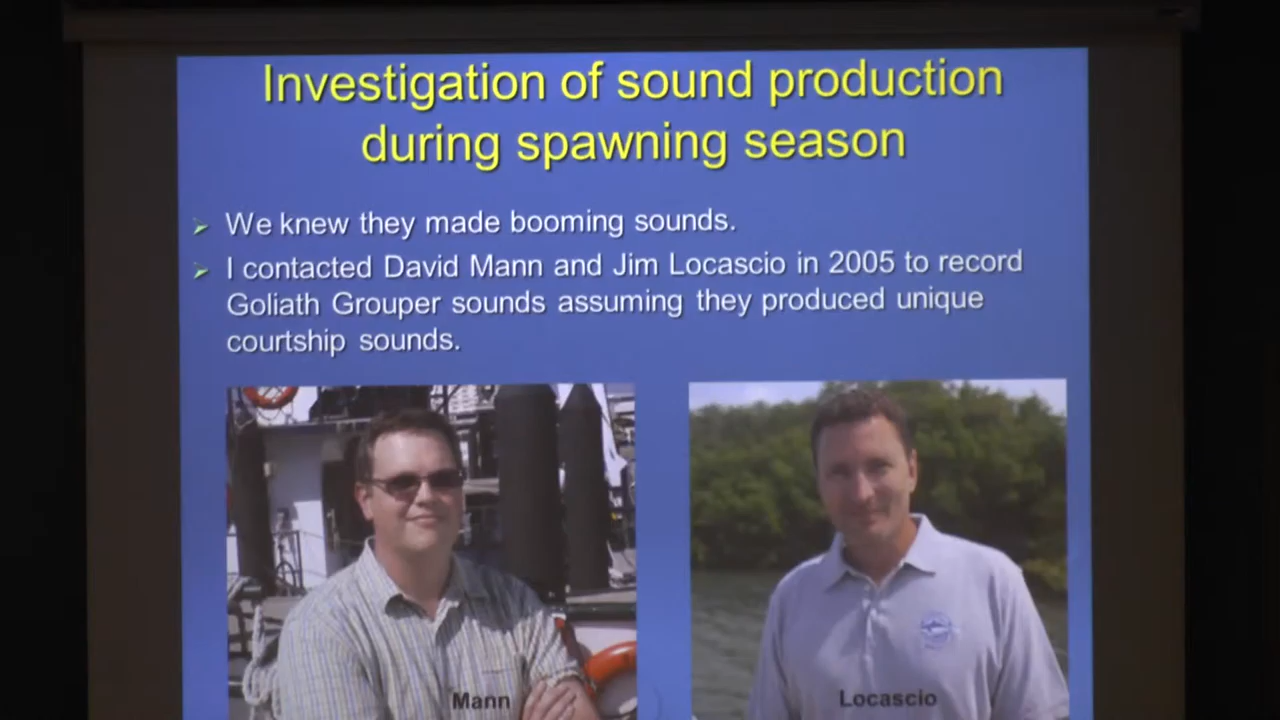 Investigation of sound production
during spawning season
We knew they made booming sounds.
I contacted David Mann and Jim Locascio in 2005 to record
Goliath Grouper sounds assuming they produced unique
courtship sounds.
Mann
Locascio